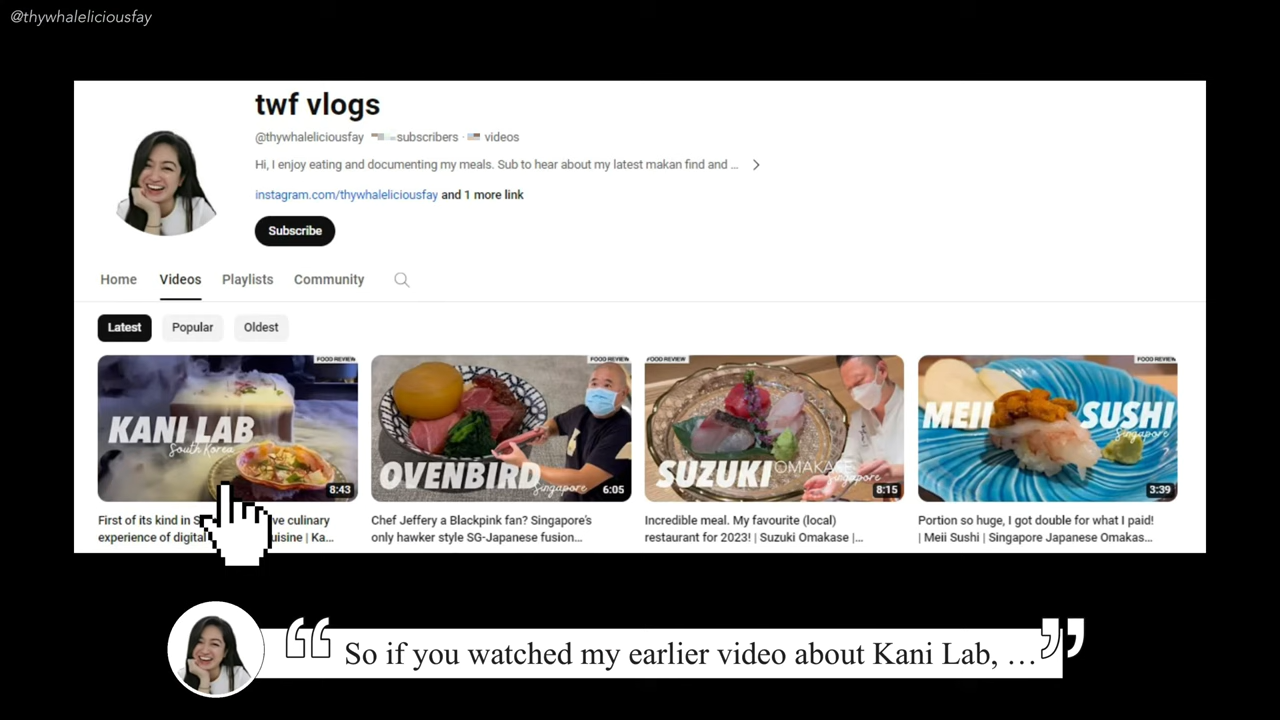 @thywhaleliciousfay
twf vlogs
@thywhaleliciousfay subscribers · videos
Hi, I enjoy eating and documenting my meals. Sub to hear about my latest makan find and ...
instagram.com/thywhaleliciousfay and 1 more link
Subscribe
Home Videos Playlists Community
Latest Popular Oldest
FOOD REVIEW
KANI LAB
South Korea
8:43
FOOD REVIEW
OVENBIRD
Singapore
6:05
FOOD REVIEW
SUZUKI OMAKASE
Singapore
8:15
FOOD REVIEW
MEII SUSHI
Singapore
3:39
First of its kind in ve culinary
experience of digital uisine | Ka...
Chef Jeffery a Blackpink fan? Singapore's
only hawker style SG-Japanese fusion...
Incredible meal. My favourite (local)
restaurant for 2023! | Suzuki Omakase |...
Portion so huge, I got double for what I paid!
| Meii Sushi | Singapore Japanese Omakas...
“ So if you watched my earlier video about Kani Lab, … ”